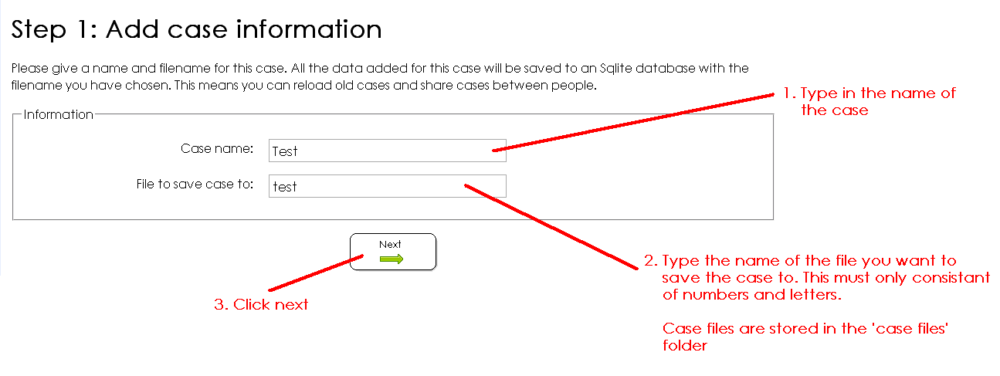 Step 1: Add case information
Please give a name and filename for this case. All the data added for this case will be saved to an Sqlite database with the
filename you have chosen. This means you can reload old cases and share cases between people.
Information
Case name:
Test
File to save case to:
test
Next
1. Type in the name of
the case
2. Type the name of the file you want to
save the case to. This must only consistant
of numbers and letters.
Case files are stored in the 'case files'
folder
3. Click next